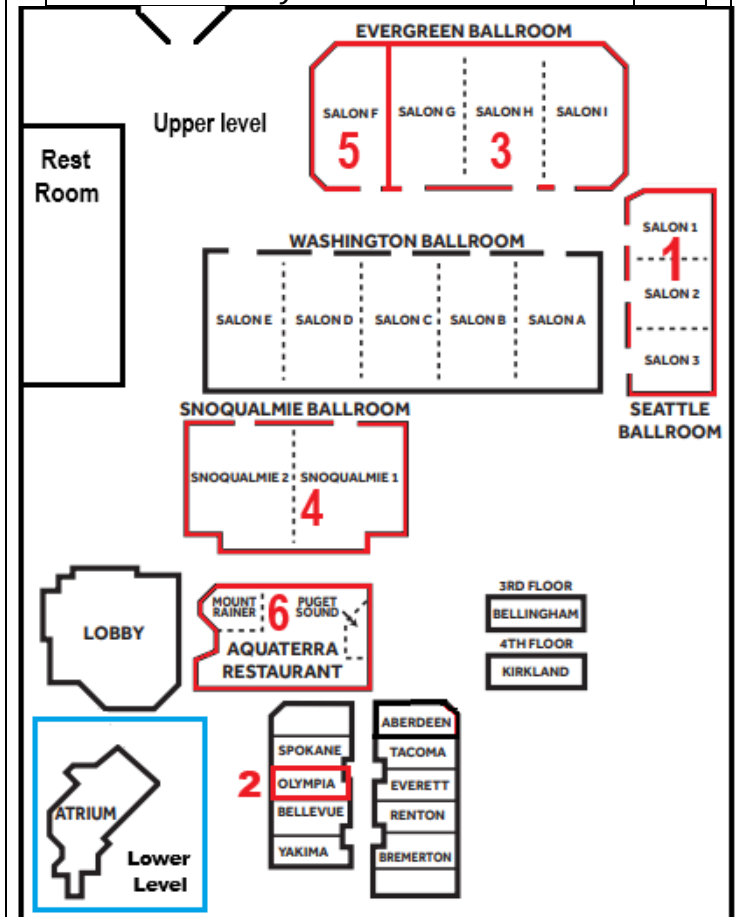 EVERGREEN BALLROOM
Upper level
SALON F
SALON G
SALON H
SALON I
5
3
Rest
Room
SALON 1
1
SALON 2
SALON 3
SEATTLE
BALLROOM
WASHINGTON BALLROOM
SALON E
SALON D
SALON C
SALON B
SALON A
SNOQUALMIE BALLROOM
SNOQUALMIE 2
SNOQUALMIE 1
4
LOBBY
MOUNT
RAINER
6
PUGET
SOUND
AQUATERRA
RESTAURANT
3RD FLOOR
BELLINGHAM
4TH FLOOR
KIRKLAND
ATRIUM
Lower
Level
SPOKANE
2
OLYMPIA
BELLEVUE
YAKIMA
ABERDEEN
TACOMA
EVERETT
RENTON
BREMERTON